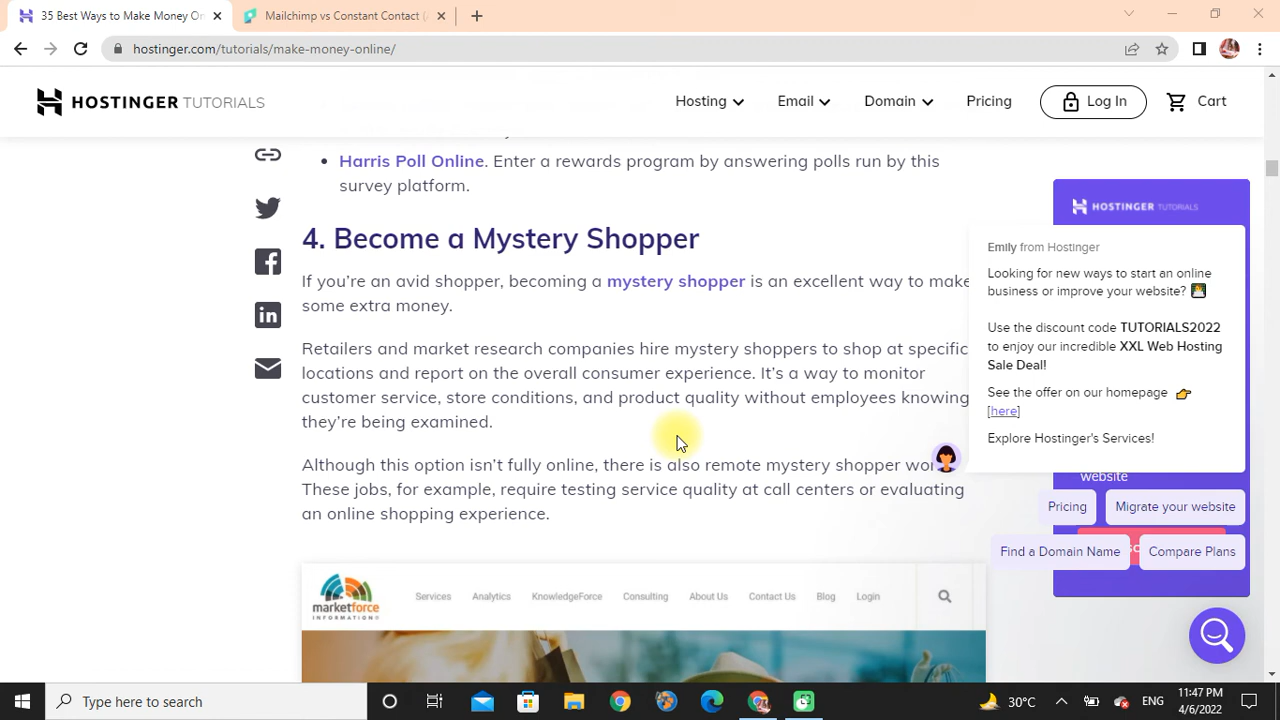 35 Best Ways to Make Money On
Mailchimp vs Constant Contact (A
hostinger.com/tutorials/make-money-online/
HOSTINGER TUTORIALS
Hosting
Email
Domain
Pricing
Log In
Cart
Harris Poll Online. Enter a rewards program by answering polls run by this
survey platform.
4. Become a Mystery Shopper
If you're an avid shopper, becoming a mystery shopper is an excellent way to make
some extra money.
Retailers and market research companies hire mystery shoppers to shop at specific
locations and report on the overall consumer experience. It's a way to monitor
customer service, store conditions, and product quality without employees knowing
they're being examined.
Although this option isn't fully online, there is also remote mystery shopper wo
These jobs, for example, require testing service quality at call centers or evaluating
an online shopping experience.
marketforce
INFORMATION
Services
Analytics
KnowledgeForce
Consulting
About Us
Contact Us
Blog
Login
HOSTINGER TUTORIALS
Emily from Hostinger
Looking for new ways to start an online
business or improve your website?
Use the discount code TUTORIALS2022
to enjoy our incredible XXL Web Hosting
Sale Deal!
See the offer on our homepage
[here]
Explore Hostinger's Services!
website
Pricing
Migrate your website
Find a Domain Name
Compare Plans
Type here to search
30°C
ENG
11:47 PM
4/6/2022